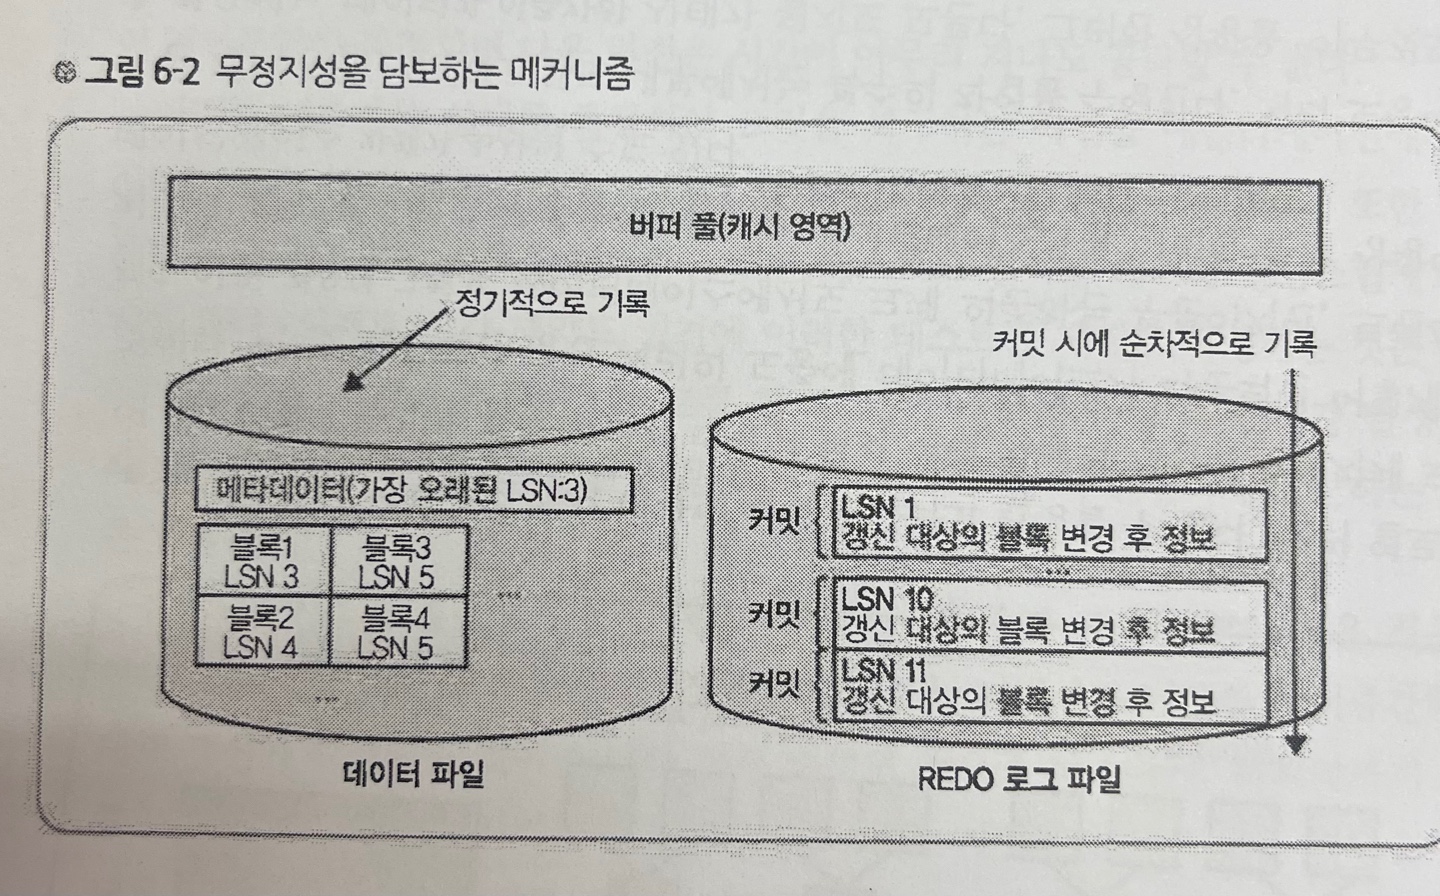 그림 6-2 무정지성을 담보하는 메커니즘
버퍼 풀(캐시 영역)
정기적으로 기록
커밋 시에 순차적으로 기록
메타데이터(가장 오래된 LSN:3)
블록1
LSN 3
블록3
LSN 5
블록2
LSN 4
블록4
LSN 5
...
...
데이터 파일
커밋
LSN 1
갱신 대상의 블록 변경 후 정보
...
커밋
LSN 10
갱신 대상의 블록 변경 후 정보
커밋
LSN 11
갱신 대상의 블록 변경 후 정보
REDO 로그 파일